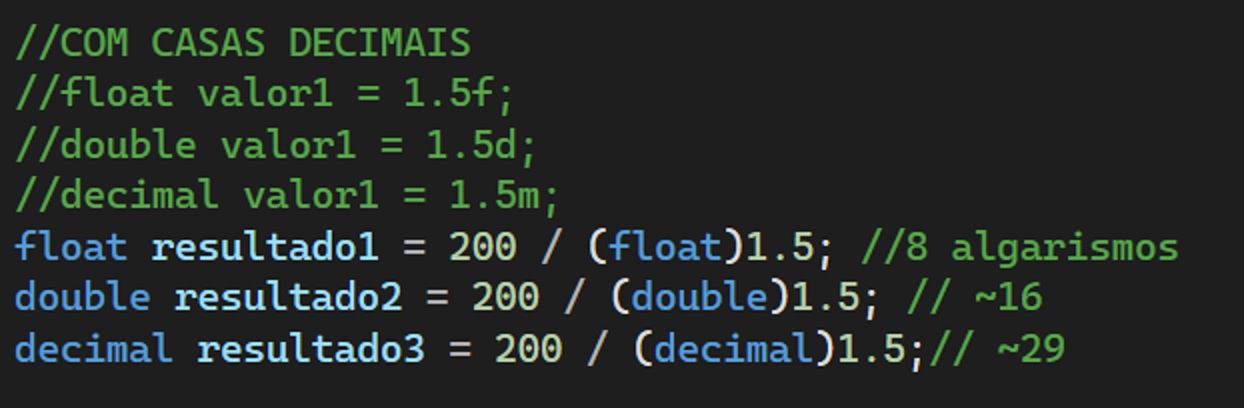 //COM CASAS DECIMAIS
//float valor1 = 1.5f;
//double valor1 = 1.5d;
//decimal valor1 = 1.5m;
float resultado1 = 200 / (float)1.5; //8 algarismos
double resultado2 = 200 / (double)1.5; // ~16
decimal resultado3 = 200 / (decimal)1.5;// ~29